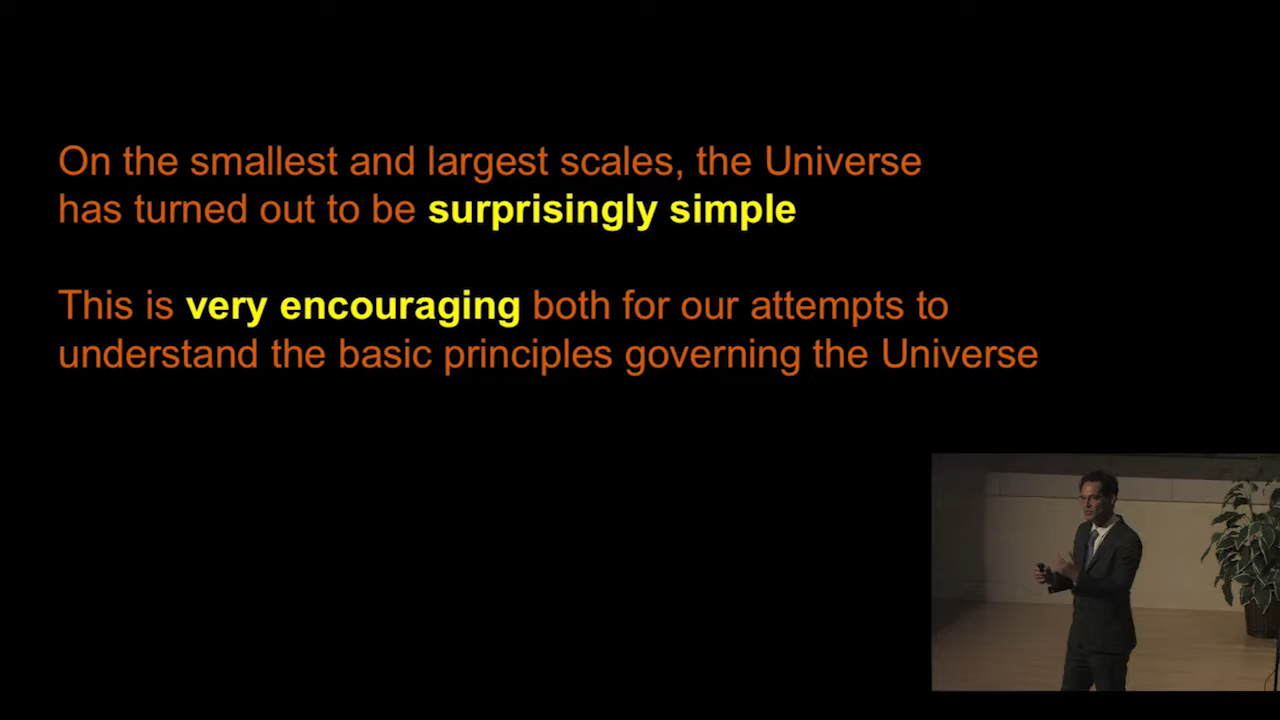 On the smallest and largest scales, the Universe
has turned out to be surprisingly simple
This is very encouraging both for our attempts to
understand the basic principles governing the Universe